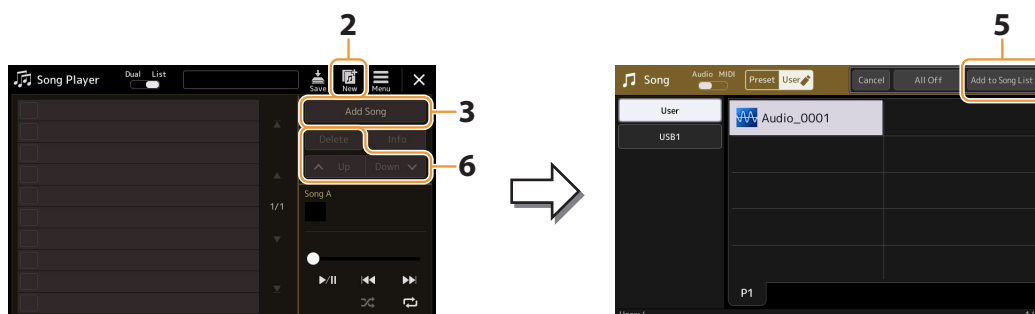 2
5
Song Player
Dual List
Save
New
Menu
Song
Audio MIDI
Preset
User
Cancel
All Off
Add to Song List
Add Song
3
Delete
Info
Up
Down
6
User
USB1
Audio_0001
Song A
1/1
P1